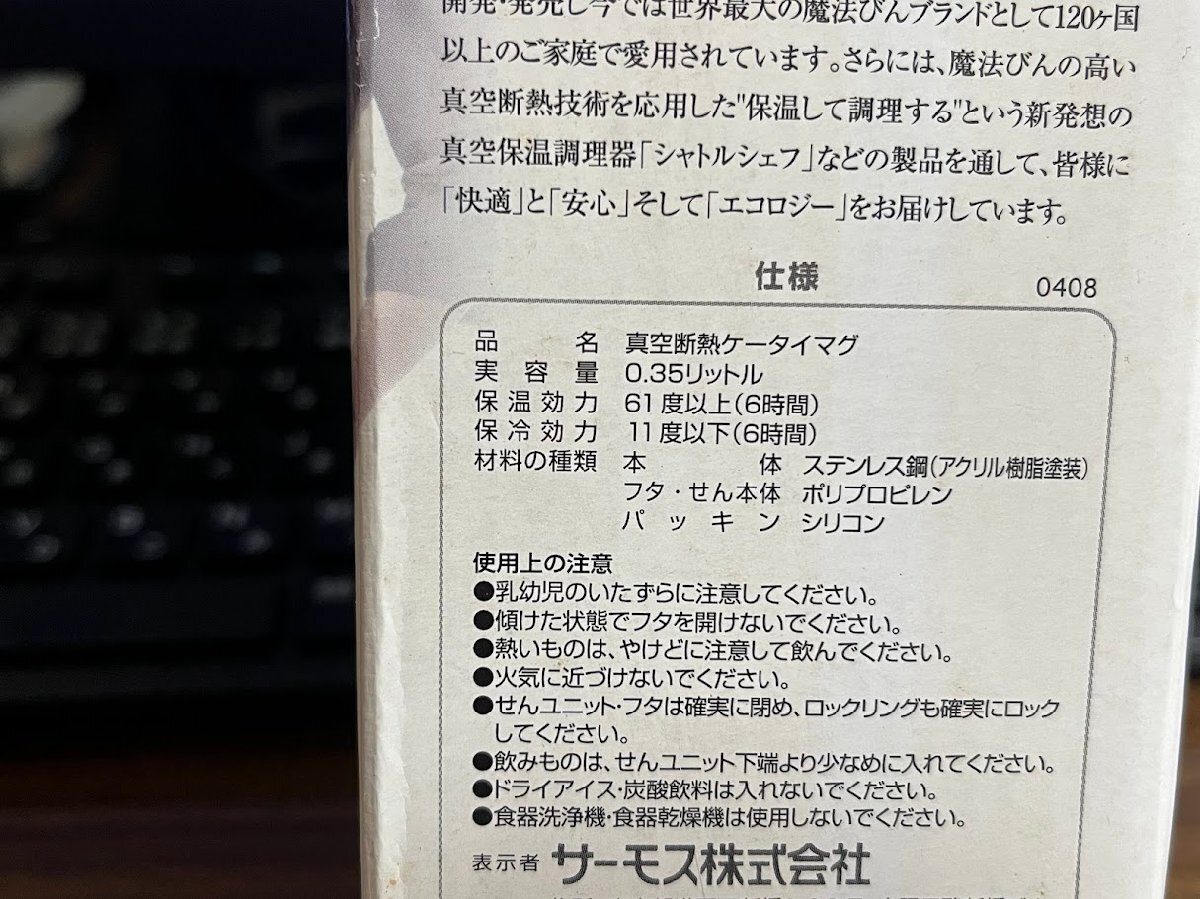 開発・発売し今では世界最大の魔法びんブランドとして120ヶ国
以上のご家庭で愛用されています。さらには、魔法びんの高い
真空断熱技術を応用した"保温して調理する"という新発想の
真空保温調理器「シャトルシェフ」などの製品を通して、皆様に
「快適」と「安心」そして「エコロジー」をお届けしています。
仕様
0408
品名 真空断熱ケータイマグ
実容量 0.35リットル
保温効力 61度以上(6時間)
保冷効力 11度以下(6時間)
材料の種類 本体 ステンレス鋼(アクリル樹脂塗装)
フタ・せん本体 ポリプロピレン
パッキン シリコン
使用上の注意
●乳幼児のいたずらに注意してください。
●傾けた状態でフタを開けないでください。
●熱いものは、やけどに注意して飲んでください。
●火気に近づけないでください。
●せんユニット・フタは確実に閉め、ロックリングも確実にロック
してください。
●飲みものは、せんユニット下端より少なめに入れてください。
●ドライアイス・炭酸飲料は入れないでください。
●食器洗浄機・食器乾燥機は使用しないでください。
表示者 サーモス株式会社